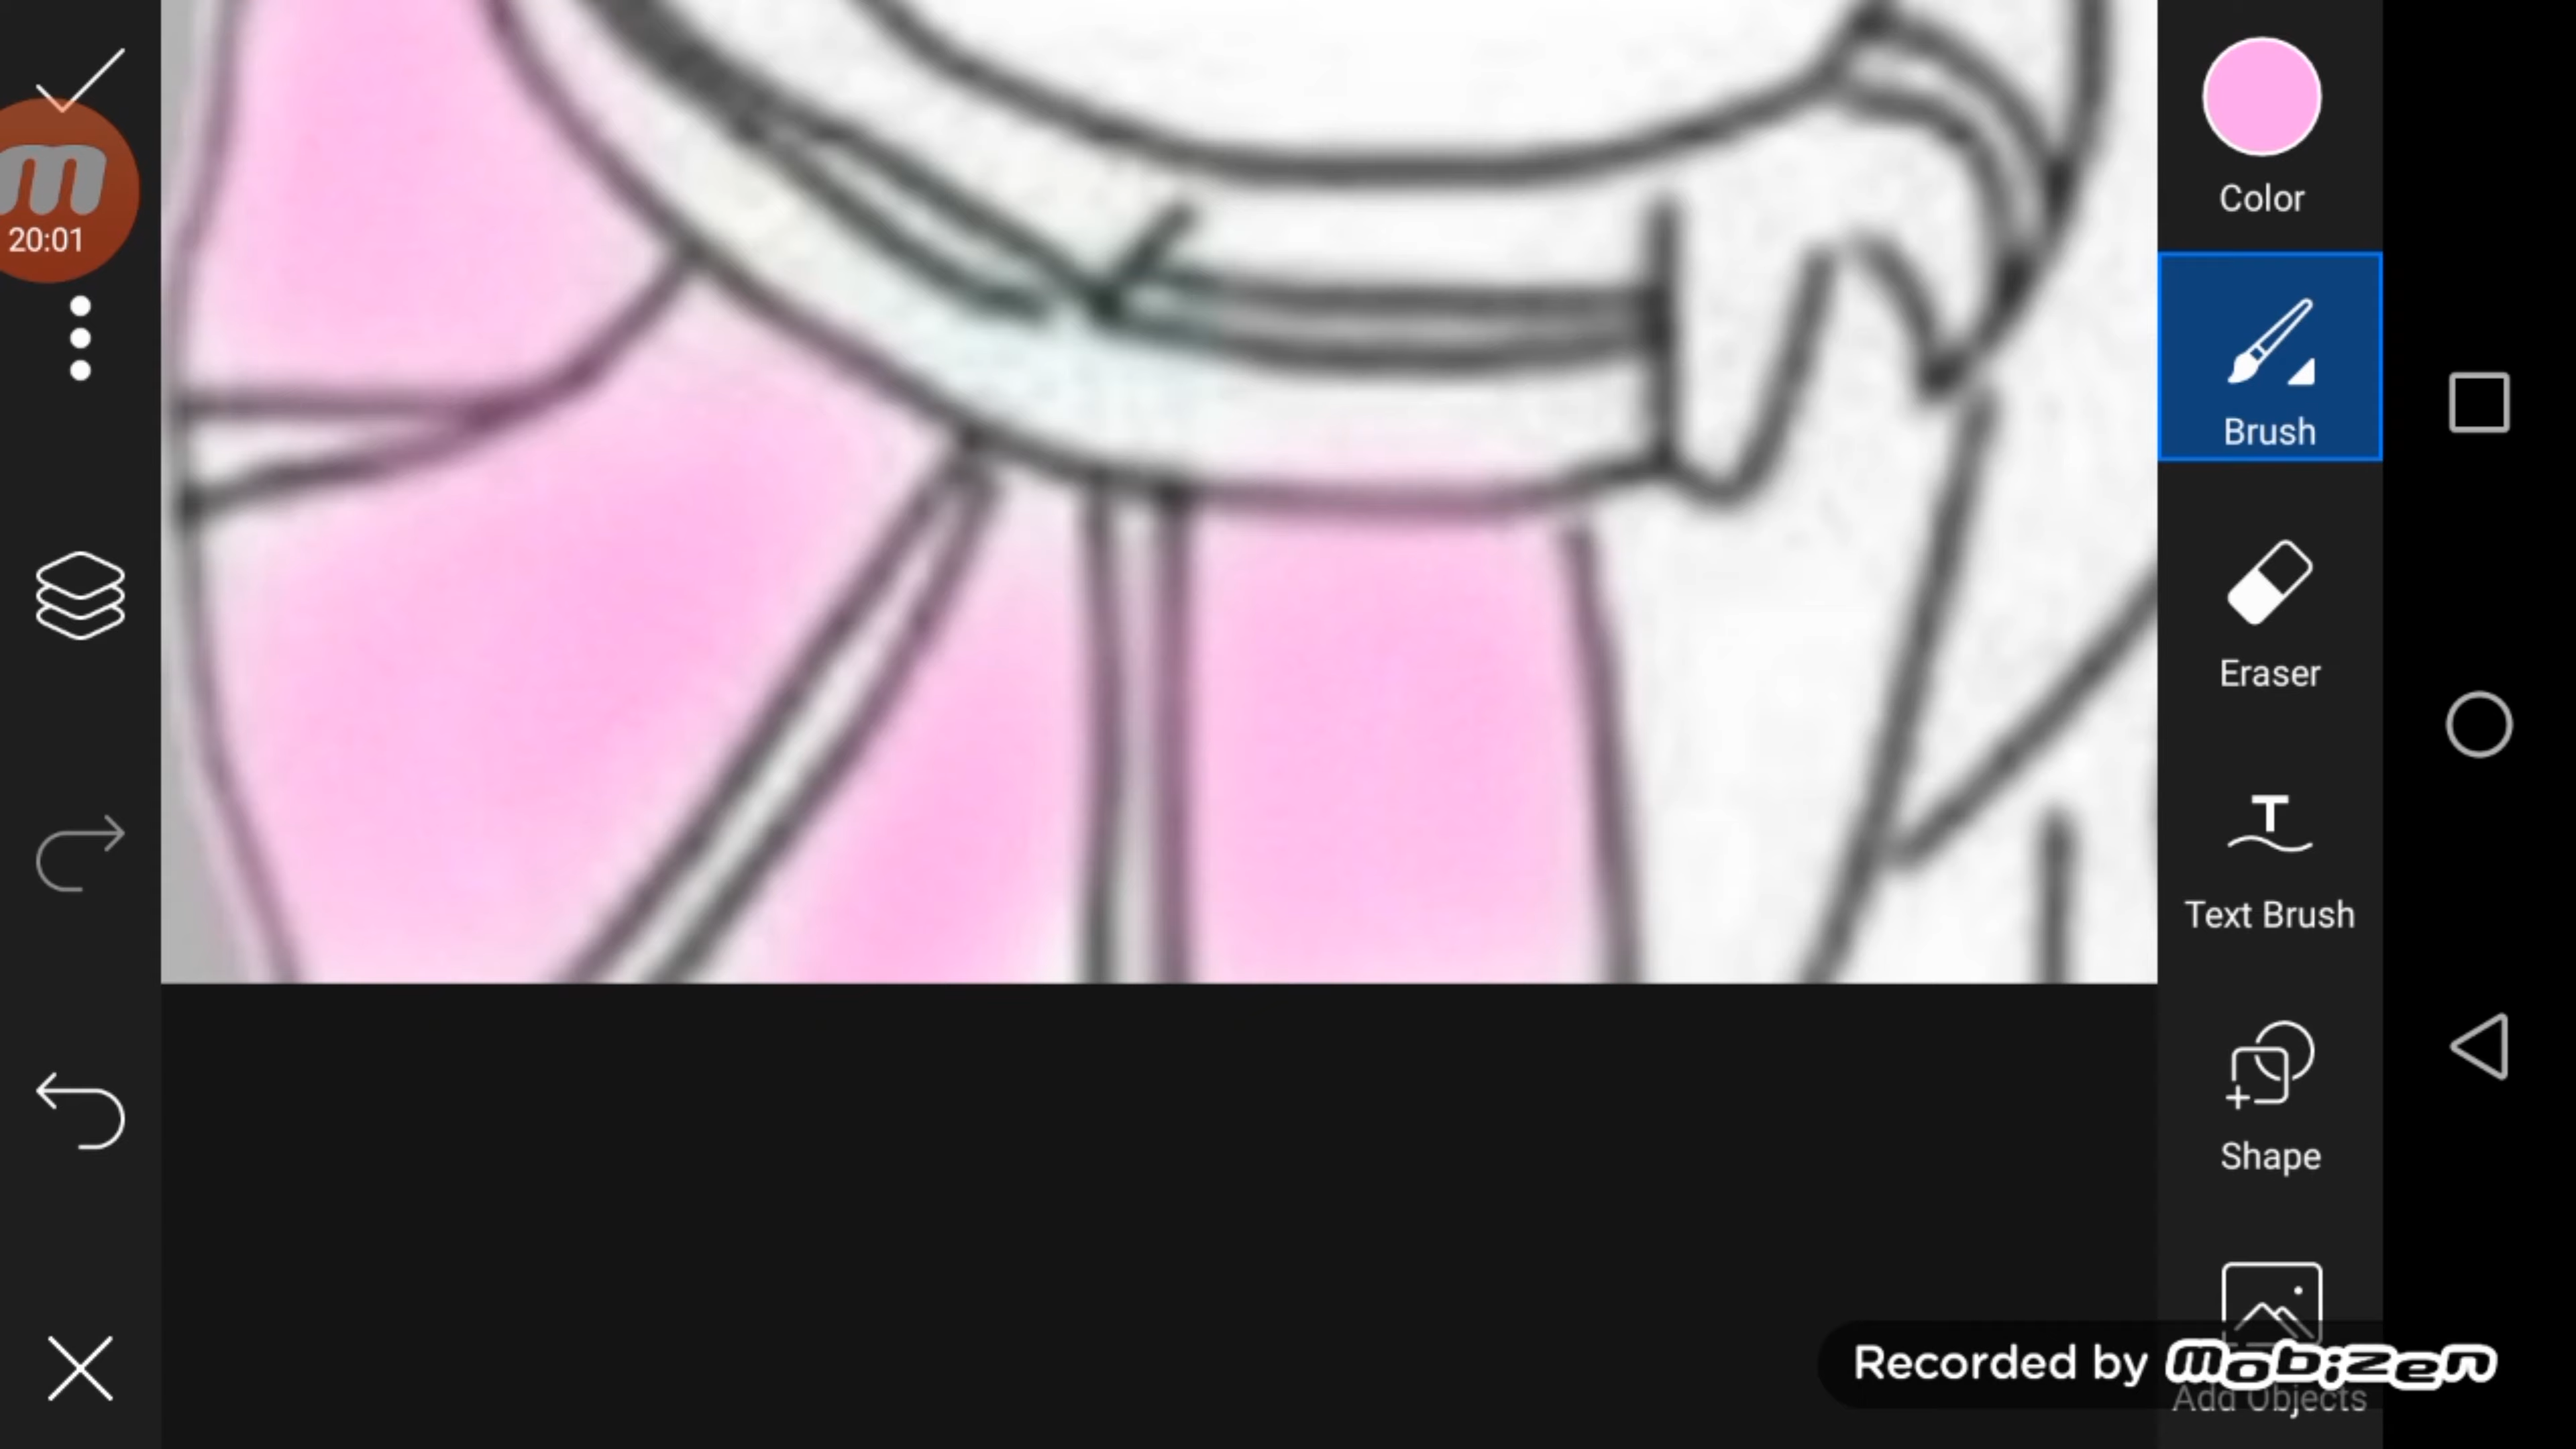 m
20:01
Color
Brush
Eraser
T
Text Brush
Shape
Recorded by mobizen
Add Objects